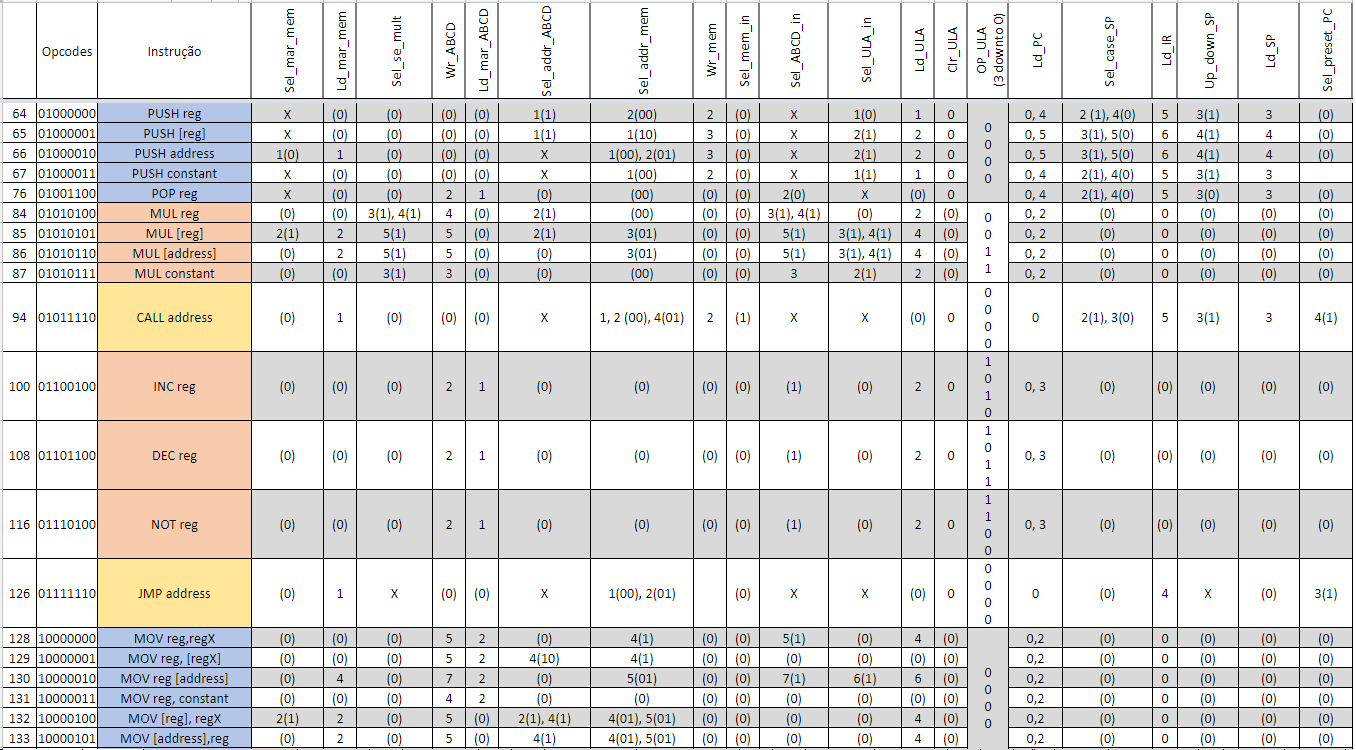 Opcodes Instrução Sel_mar_mem Ld_mar_mem Sel_se_mult Wr_ABCD Ld_mar_ABCD Sel_addr_ABCD Sel_addr_mem Wr_mem Sel_mem_in Sel_ABCD_in Sel_ULA_in Ld_ULA Clr_ULA OP_ULA (3 downto 0) Ld_PC Sel_case_SP Ld_IR Up_down_SP Ld_SP Sel_preset_PC
64 01000000 PUSH reg X (0) (0) (0) (0) 1(1) 2(00) 2 (0) X 1(0) 1 0 0 0 0 0 0, 4 2 (1), 4(0) 5 3(1) 3 (0)
65 01000001 PUSH [reg] X (0) (0) (0) (0) 1(1) 1(10) 3 (0) X 2(1) 2 0 0, 5 3(1), 5(0) 6 4(1) 4 (0)
66 01000010 PUSH address 1(0) 1 (0) (0) (0) X 1(00), 2(01) 3 (0) X 2(1) 2 0 0, 5 3(1), 5(0) 6 4(1) 4 (0)
67 01000011 PUSH constant X (0) (0) (0) (0) X 1(00) 2 (0) X 1(1) 1 0 0, 4 2(1), 4(0) 5 3(1) 3
76 01001100 POP reg X (0) (0) 2 1 (0) (00) (0) (0) 2(0) X (0) 0 0, 4 2(1), 4(0) 5 3(0) 3 (0)
84 01010100 MUL reg (0) (0) 3(1), 4(1) 4 (0) 2(1) (00) (0) (0) 3(1), 4(1) (0) 2 (0) 0 0 1 1 0, 2 (0) 0 (0) (0) (0)
85 01010101 MUL [reg] 2(1) 2 5(1) 5 (0) 2(1) 3(01) (0) (0) 5(1) 3(1), 4(1) 4 (0) 0, 2 (0) 0 (0) (0) (0)
86 01010110 MUL [address] (0) 2 5(1) 5 (0) (0) 3(01) (0) (0) 5(1) 3(1), 4(1) 4 (0) 0, 2 (0) 0 (0) (0) (0)
87 01010111 MUL constant (0) (0) 3(1) 3 (0) (0) (00) (0) (0) 3 2(1) 2 (0) 0, 2 (0) 0 (0) (0) (0)
94 01011110 CALL address (0) 1 (0) (0) (0) X 1, 2 (00), 4(01) 2 (1) X X (0) 0 0 0 0 0 0 2(1), 3(0) 5 3(1) 3 4(1)
100 01100100 INC reg (0) (0) (0) 2 1 (0) (0) (0) (0) (1) (0) 2 0 1 0 1 0 0, 3 (0) (0) (0) (0) (0)
108 01101100 DEC reg (0) (0) (0) 2 1 (0) (0) (0) (0) (1) (0) 2 0 1 0 1 1 0, 3 (0) (0) (0) (0) (0)
116 01110100 NOT reg (0) (0) (0) 2 1 (0) (0) (0) (0) (1) (0) 2 0 1 1 0 0 0, 3 (0) (0) (0) (0) (0)
126 01111110 JMP address (0) 1 X (0) (0) X 1(00), 2(01) (0) X X (0) 0 0 0 0 0 0 (0) 4 X (0) 3(1)
128 10000000 MOV reg,regX (0) (0) (0) 5 2 (0) 4(1) (0) (0) 5(1) (0) 4 (0) 0 0 0 0 0,2 (0) 0 (0) (0) (0)
129 10000001 MOV reg, [regX] (0) (0) (0) 5 2 4(10) 4(1) (0) (0) (0) (0) (0) (0) 0,2 (0) 0 (0) (0) (0)
130 10000010 MOV reg [address] (0) 4 (0) 7 2 (0) 5(01) (0) (0) 7(1) 6(1) 6 (0) 0,2 (0) 0 (0) (0) (0)
131 10000011 MOV reg, constant (0) (0) (0) 4 2 (0) (0) (0) (0) (0) (0) (0) (0) 0,2 (0) 0 (0) (0) (0)
132 10000100 MOV [reg], regX 2(1) 2 (0) 5 (0) 2(1), 4(1) 4(01), 5(01) (0) (0) (0) (0) 4 (0) 0,2 (0) 0 (0) (0) (0)
133 10000101 MOV [address],reg (0) 2 (0) 5 (0) 4(1) 4(01), 5(01) (0) (0) (0) (0) 4 (0) 0,2 (0) 0 (0) (0) (0)